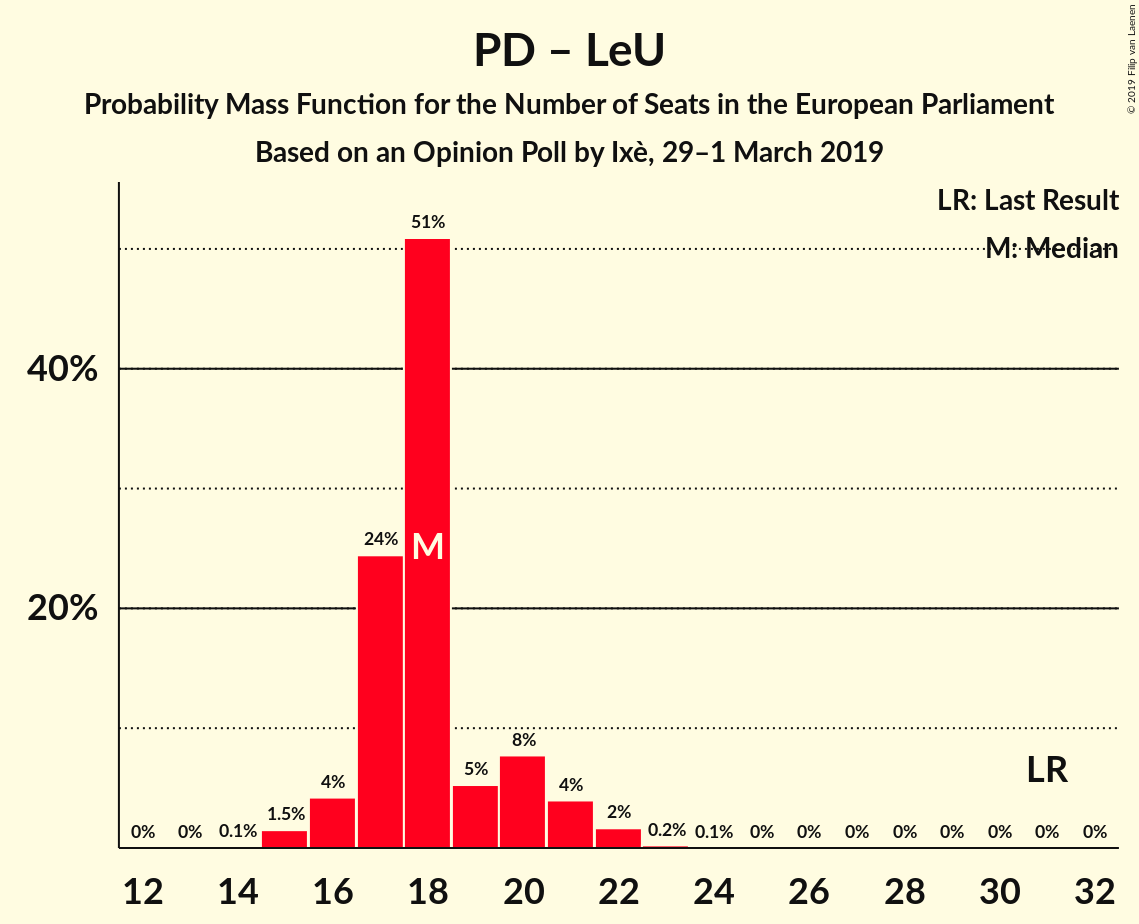 PD – LeU
Probability Mass Function for the Number of Seats in the European Parliament
Based on an Opinion Poll by Ixè, 29–1 March 2019
© 2019 Filip van Laenen
LR: Last Result
M: Median
51%
40%
24%
M
20%
8%
5%
4%
4%
2%
1.5%
LR
0% 0% 0.1% 0.2% 0.1% 0% 0% 0% 0% 0% 0% 0% 0%
12 14 16 18 20 22 24 26 28 30 32